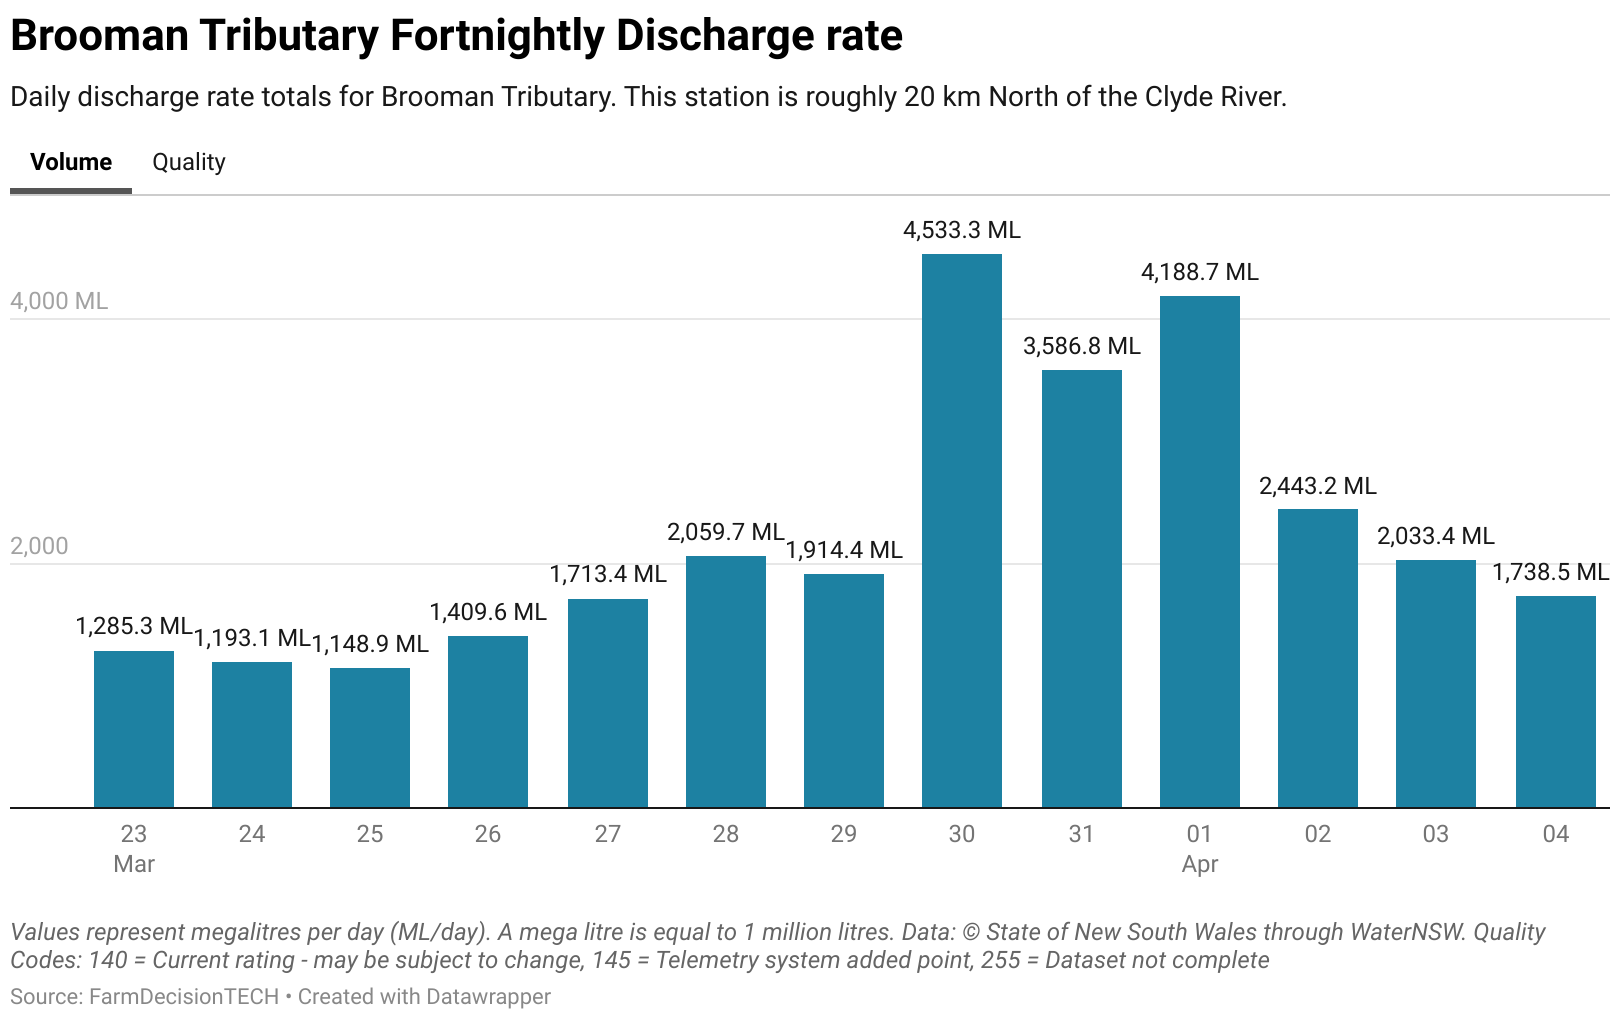 Brooman Tributary Fortnightly Discharge rate
Daily discharge rate totals for Brooman Tributary. This station is roughly 20 km North of the Clyde River.
Volume Quality
4,533.3 ML
4,188.7 ML
4,000 ML
3,586.8 ML
2,443.2 ML
2,059.7 ML
2,033.4 ML
2,000
1,914.4 ML
1,713.4 ML
1,738.5 ML
1,409.6 ML
1,285.3 ML
1,193.1 ML
1,148.9 ML
23 24 25 26 27 28 29 30 31 01 02 03 04
Mar Apr
Values represent megalitres per day (ML/day). A mega litre is equal to 1 million litres. Data: © State of New South Wales through WaterNSW. Quality
Codes: 140 = Current rating - may be subject to change, 145 = Telemetry system added point, 255 = Dataset not complete
Source: FarmDecisionTECH • Created with Datawrapper